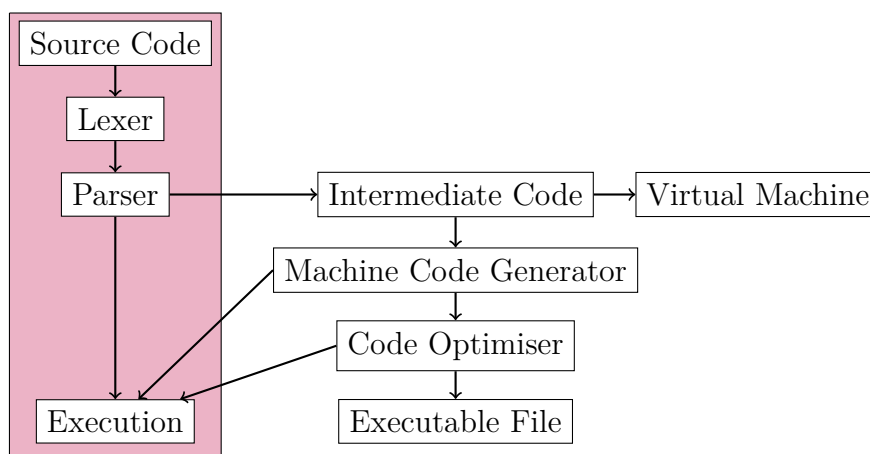 Source Code
Lexer
Parser
Intermediate Code
Virtual Machine
Machine Code Generator
Code Optimiser
Execution
Executable File